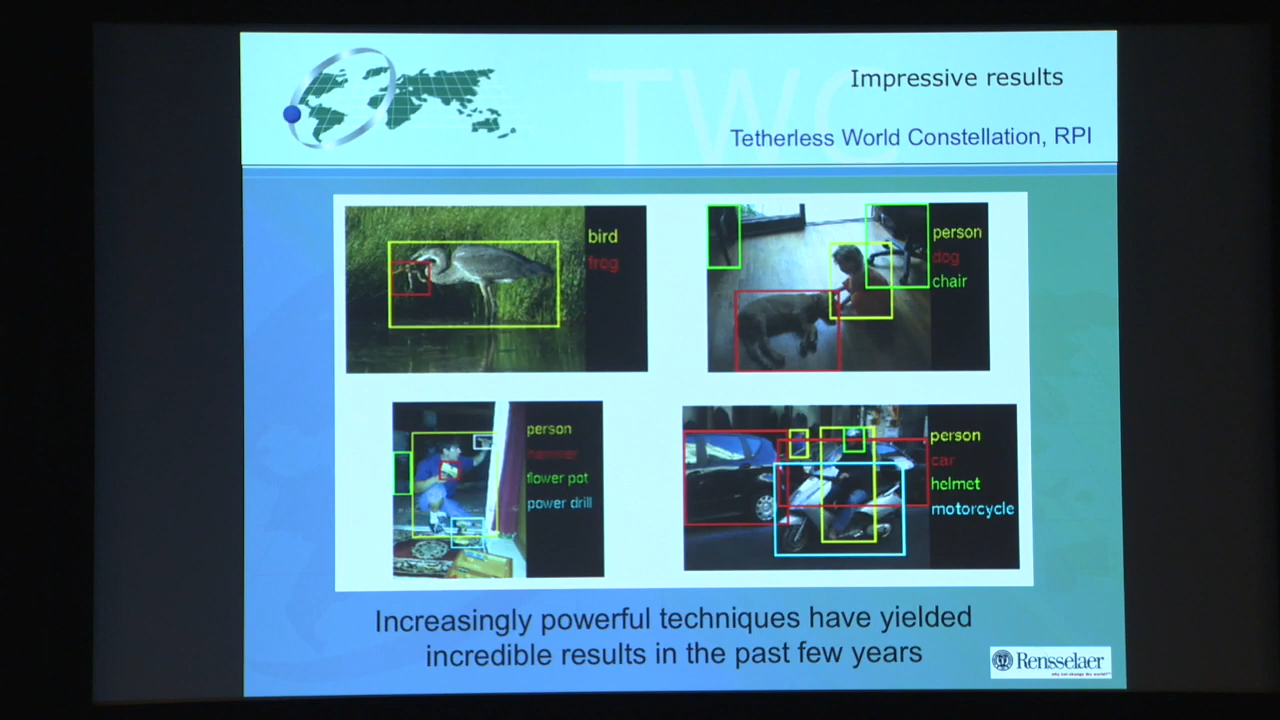 TWC
Impressive results
Tetherless World Constellation, RPI
bird
frog
person
dog
chair
person
hammer
flower pot
power drill
person
car
helmet
motorcycle
Increasingly powerful techniques have yielded
incredible results in the past few years
Rensselaer
why not change the world?®